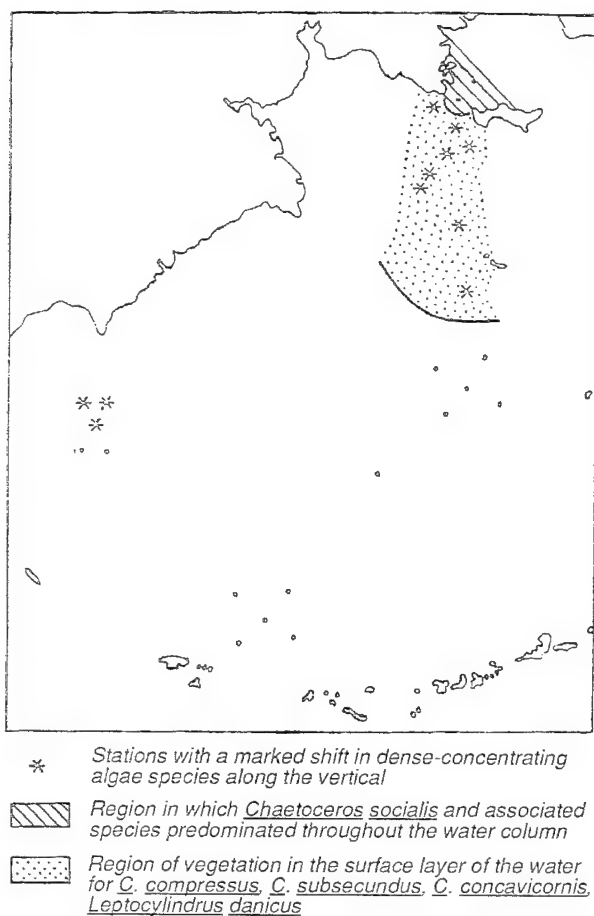 Stations with a marked shift in dense-concentrating
algae species along the vertical
Region in which Chaetoceros socialis and associated
species predominated throughout the water column
Region of vegetation in the surface layer of the water
for C. compressus, C. subsecundus, C. concavicornis,
Leptocylindrus danicus